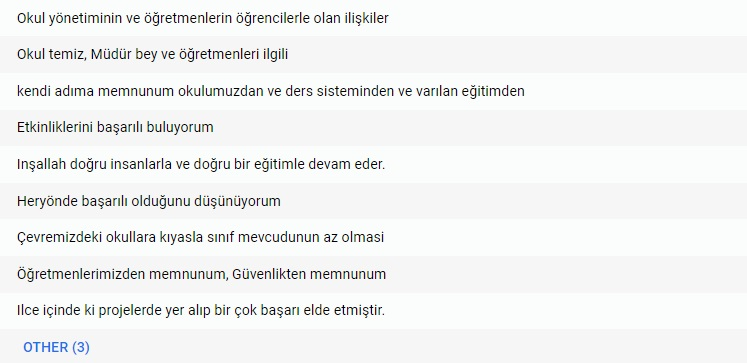 Okul yönetiminin ve öğretmenlerin öğrencilerle olan ilişkiler
Okul temiz, Müdür bey ve öğretmenleri ilgili
kendi adıma memnunum okulumuzdan ve ders sisteminden ve varılan eğitimden
Etkinliklerini başarılı buluyorum
Inşallah doğru insanlarla ve doğru bir eğitimle devam eder.
Heryönde başarılı olduğunu düşünüyorum
Çevremizdeki okullara kıyasla sınıf mevcudunun az olmasi
Öğretmenlerimizden memnunum, Güvenlikten memnunum
Ilce içinde ki projelerde yer alıp bir çok başarı elde etmiştir.
OTHER (3)